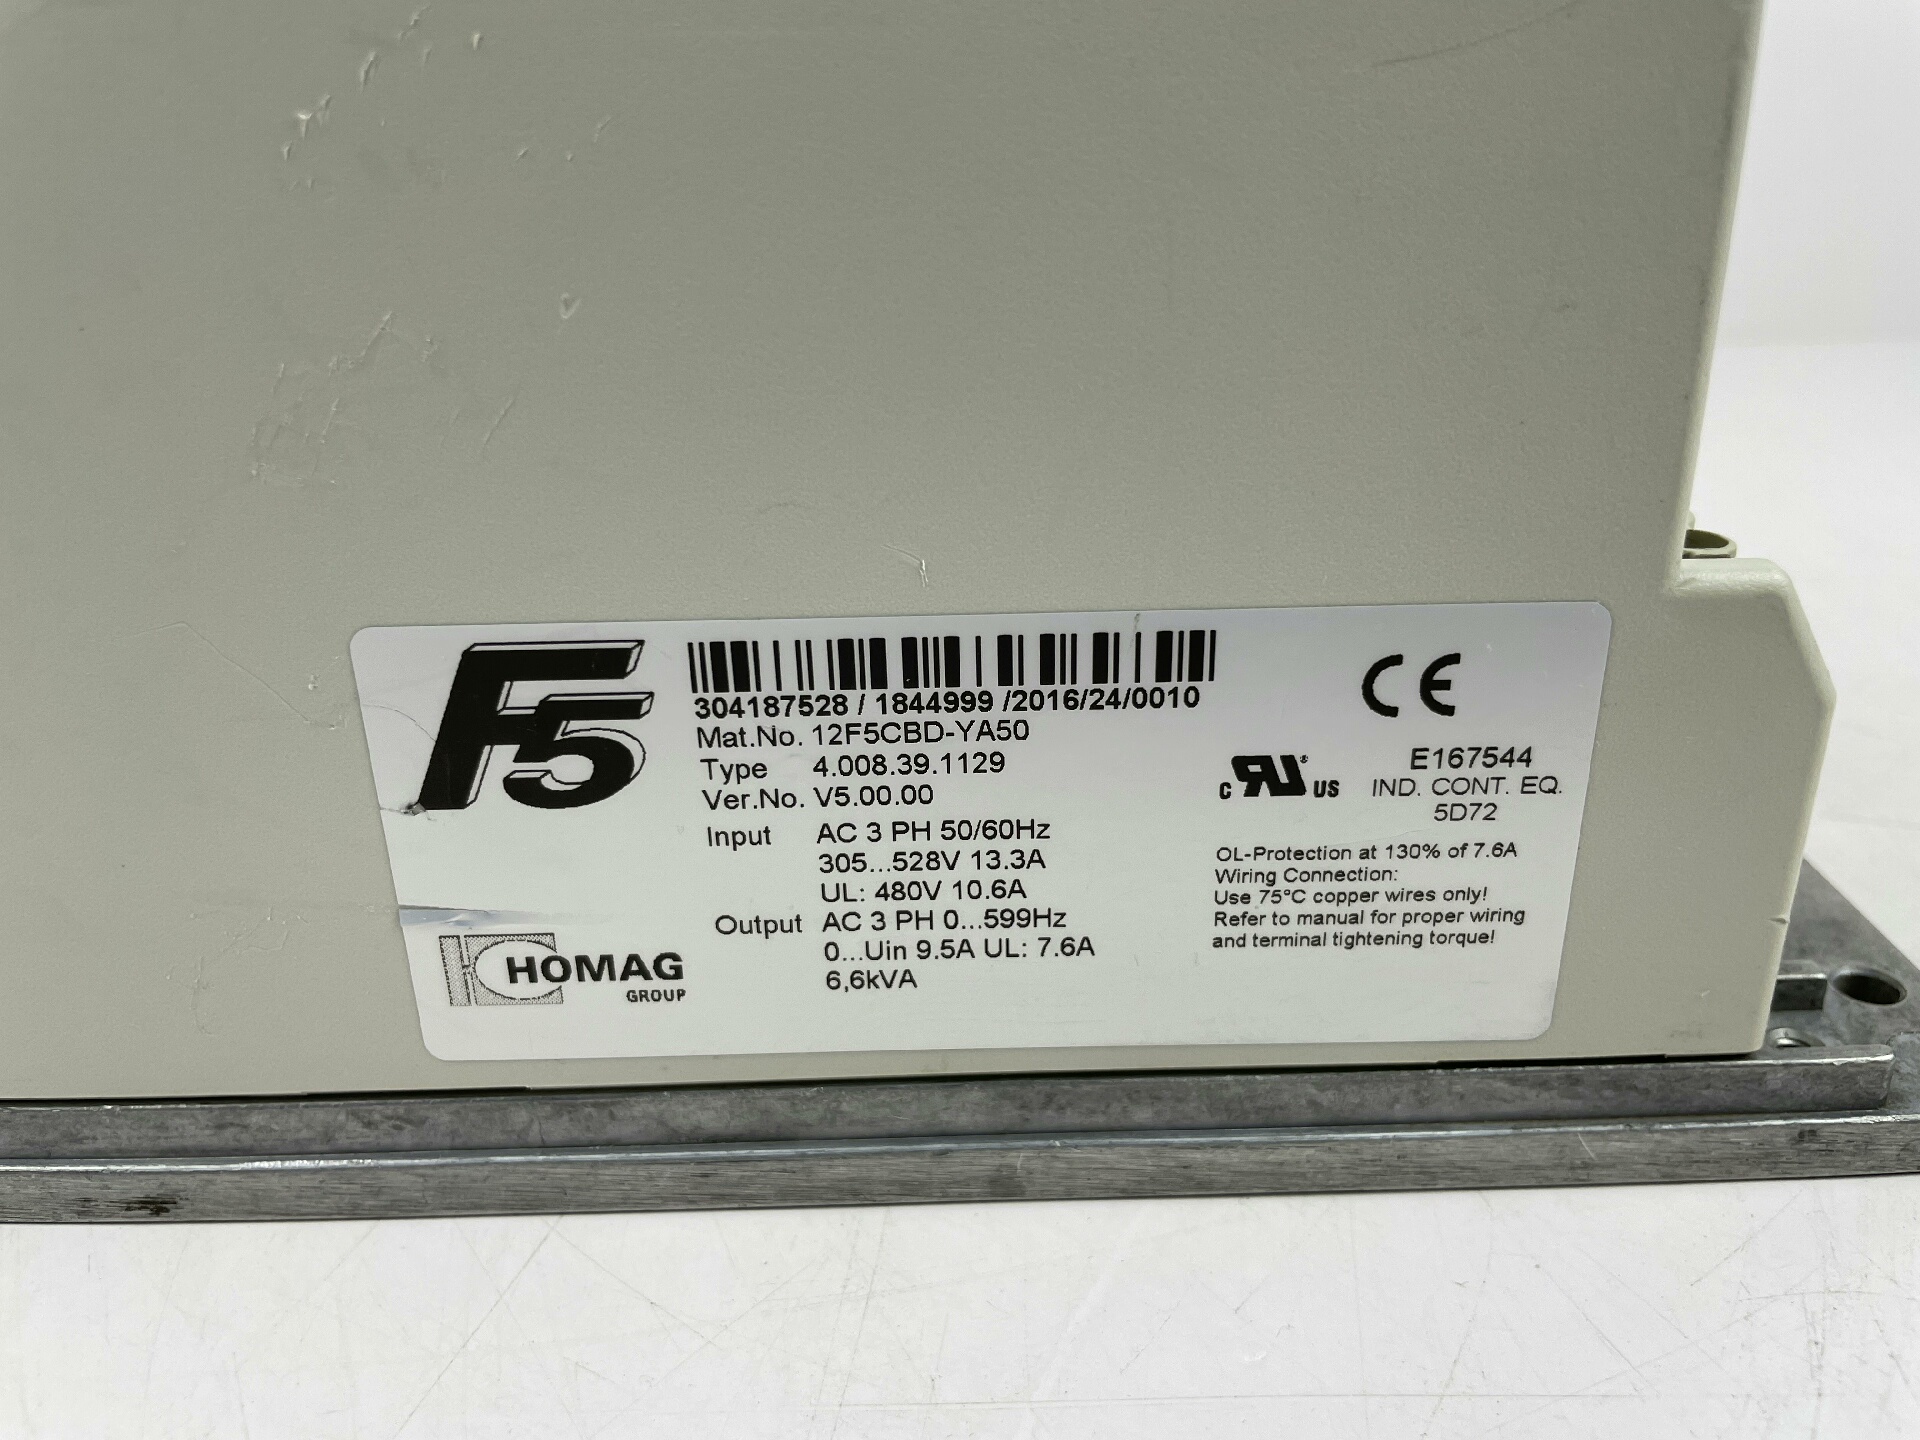 F5
304187528 / 1844999 /2016/24/0010
Mat.No. 12F5CBD-YA50
Type 4.008.39.1129
Ver.No. V5.00.00
Input AC 3 PH 50/60Hz
305...528V 13.3A
UL: 480V 10.6A
Output AC 3 PH 0...599Hz
0...Uin 9.5A UL: 7.6A
6,6kVA
HOMAG
GROUP
CE
c RU ® US
E167544
IND. CONT. EQ.
5D72
OL-Protection at 130% of 7.6A
Wiring Connection:
Use 75°C copper wires only!
Refer to manual for proper wiring
and terminal tightening torque!